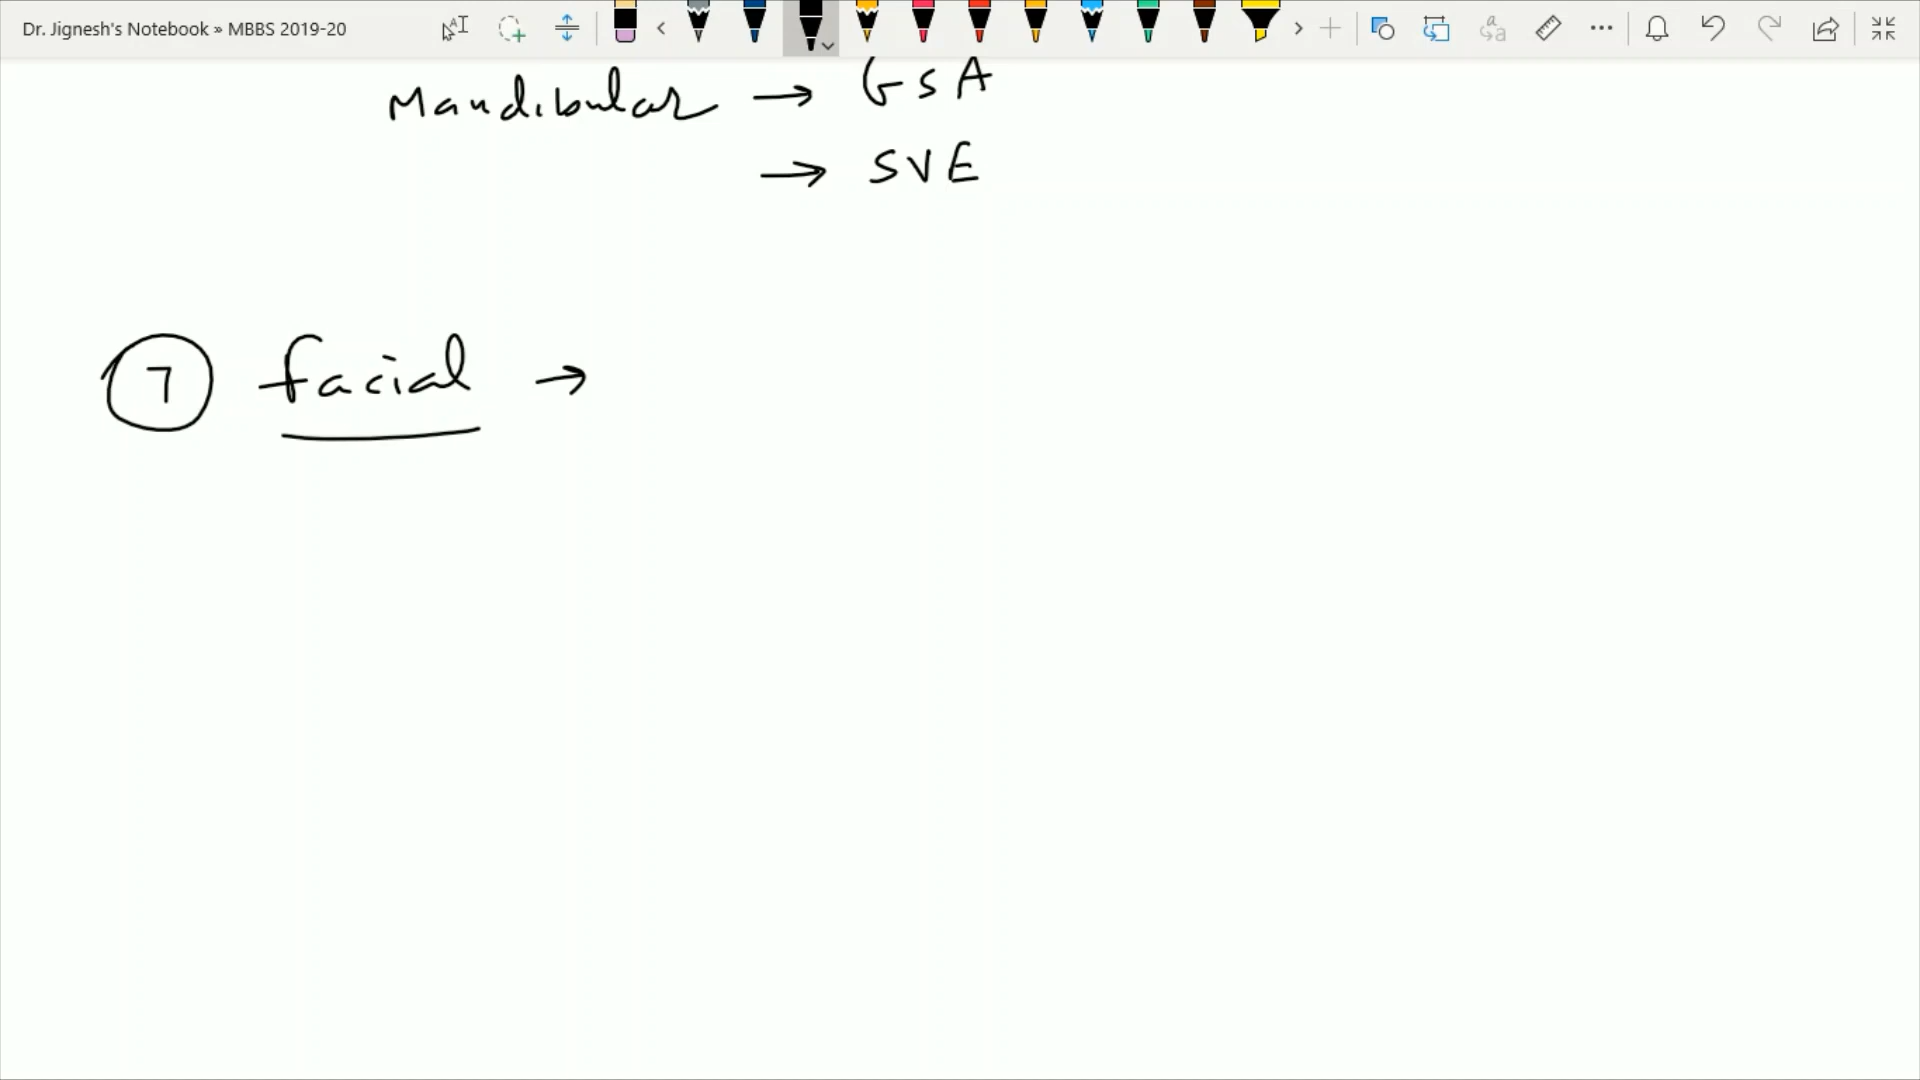 Dr. Jignesh's Notebook » MBBS 2019-20
Mandibular → GSA
→ SVE
7 facial →